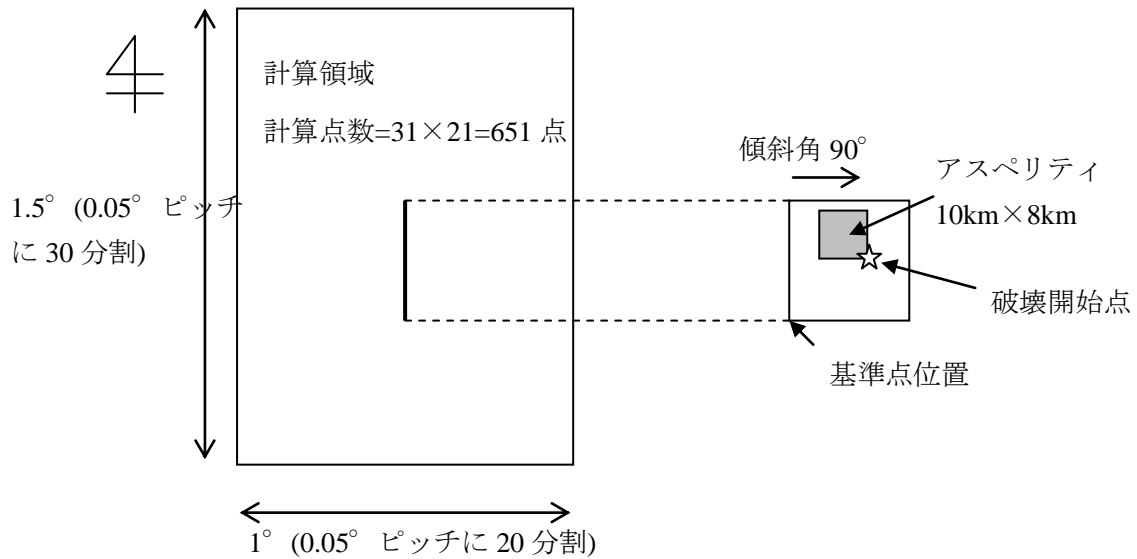 計算領域
計算点数=31×21=651 点
傾斜角 90°
アスペリティ
10km×8km
1.5°(0.05°ピッチ
に 30 分割)
破壊開始点
基準点位置
1°(0.05°ピッチに 20 分割)